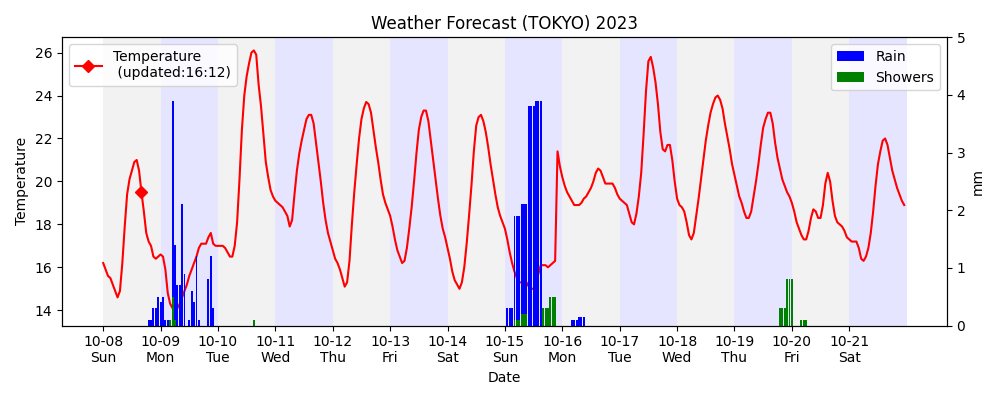 Weather Forecast (TOKYO) 2023
Temperature
(updated:16:12)
Rain
Showers
Temperature
26
24
22
20
18
16
14
5
4
3
2
1
0
mm
10-08 10-09 10-10 10-11 10-12 10-13 10-14 10-15 10-16 10-17 10-18 10-19 10-20 10-21
Sun Mon Tue Wed Thu Fri Sat Sun Mon Tue Wed Thu Fri Sat
Date